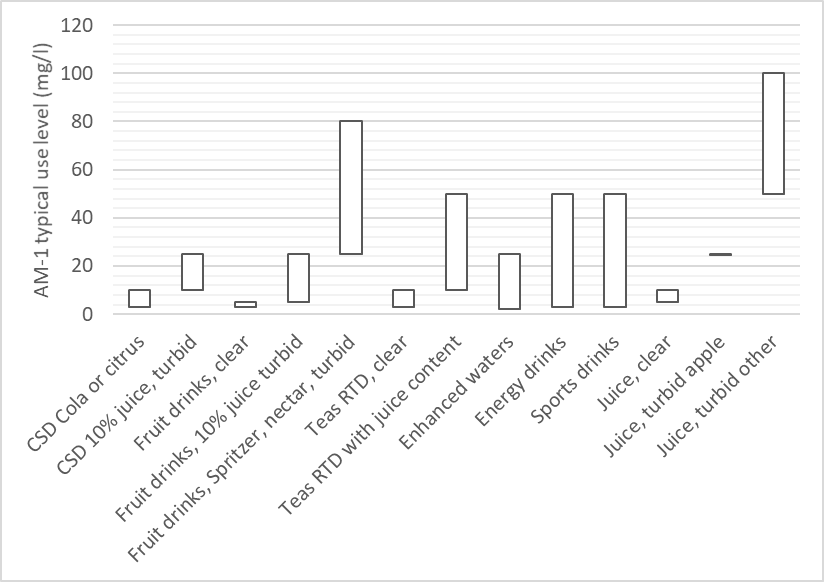 AM-1 typical use level (mg/l)
120
100
80
60
40
20
0
CSD Cola or citrus
CSD 10% juice, turbid
Fruit drinks, clear
Fruit drinks, 10% juice turbid
Fruit drinks, Spritzer, nectar, turbid
Teas RTD, clear
Teas RTD with juice content
Enhanced waters
Energy drinks
Sports drinks
Juice, clear
Juice, turbid apple
Juice, turbid other